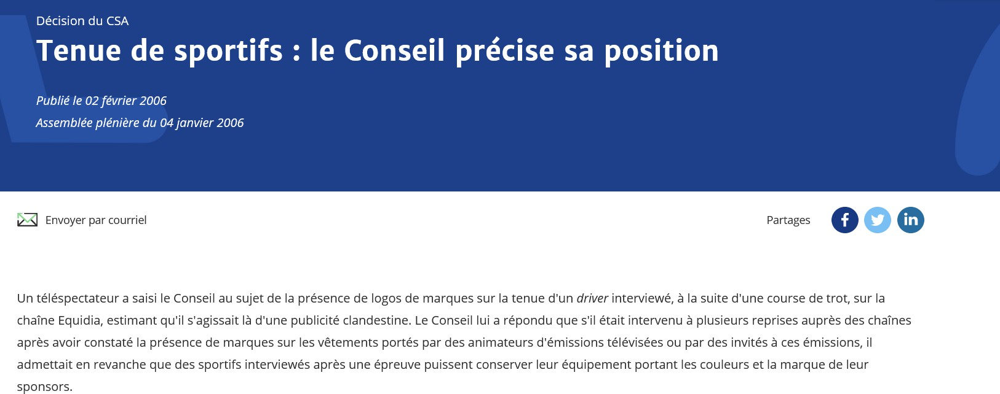 Décision du CSA
Tenue de sportifs : le Conseil précise sa position
Publié le 02 février 2006
Assemblée plénière du 04 janvier 2006
Envoyer par courriel
Partages
Un téléspectateur a saisi le Conseil au sujet de la présence de logos de marques sur la tenue d'un driver interviewé, à la suite d'une course de trot, sur la
chaîne Equidia, estimant qu'il s'agissait là d'une publicité clandestine. Le Conseil lui a répondu que s'il était intervenu à plusieurs reprises auprès des chaînes
après avoir constaté la présence de marques sur les vêtements portés par des animateurs d'émissions télévisées ou par des invités à ces émissions, il
admettait en revanche que des sportifs interviewés après une épreuve puissent conserver leur équipement portant les couleurs et la marque de leur
sponsors.